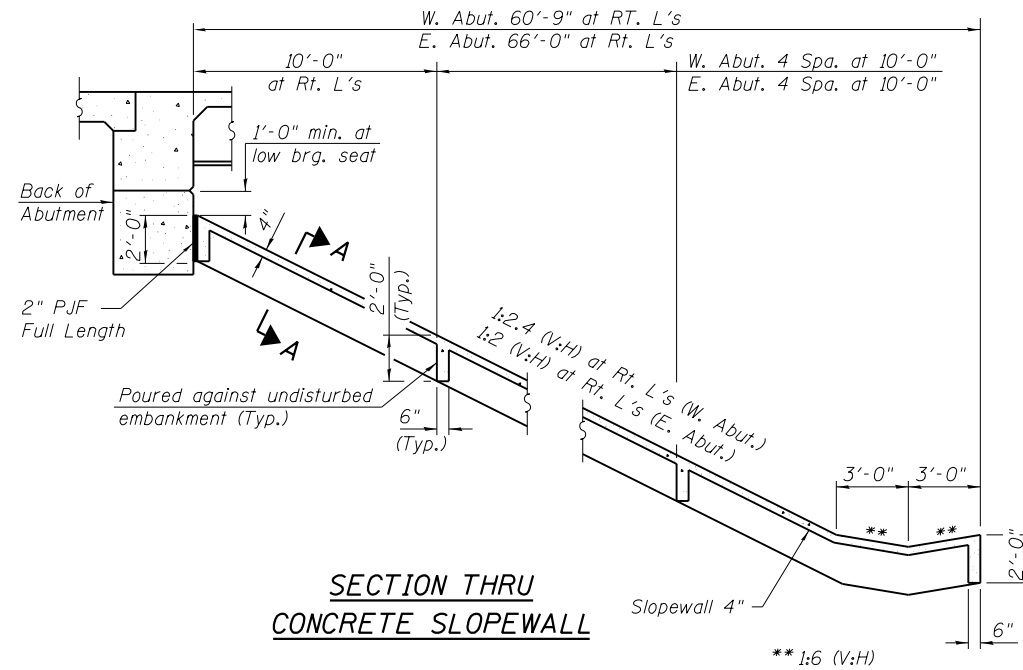 W. Abut. 60'-9" at RT. L's
E. Abut. 66'-0" at Rt. L's
10'-0"
at Rt. L's
W. Abut. 4 Spa. at 10'-0"
E. Abut. 4 Spa. at 10'-0"
1'-0" min. at
low brg. seat
Back of
Abutment
2'-0"
4"
A
2'-0"
(Typ.)
2" PJF
Full Length
A
1:2.4 (V:H) at Rt. L's (W. Abut.)
1:2 (V:H) at Rt. L's (E. Abut.)
Poured against undisturbed
embankment (Typ.)
6"
(Typ.)
3'-0"
3'-0"
**
**
2'-0"
SECTION THRU
CONCRETE SLOPEWALL
Slopewall 4"
6"
** 1:6 (V:H)